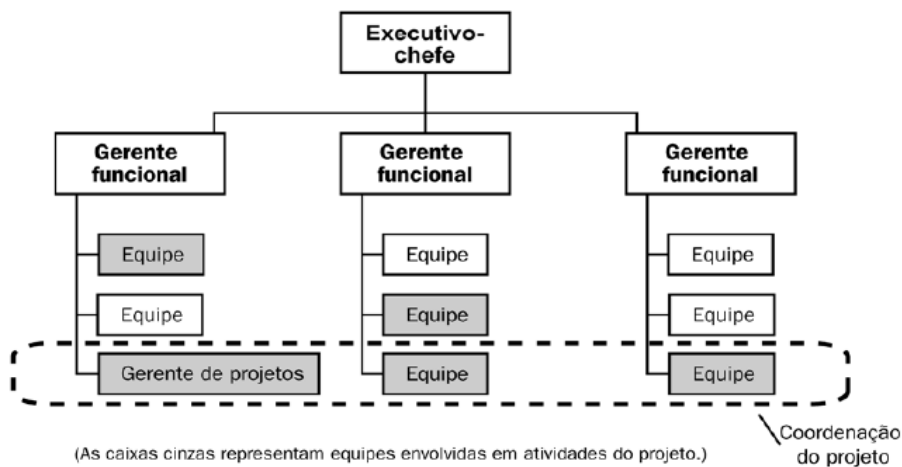 Executivo-
chefe
Gerente
funcional
Gerente
funcional
Gerente
funcional
Equipe
Equipe
Equipe
Equipe
Equipe
Equipe
Gerente de projetos
Equipe
Equipe
Coordenação
do projeto
(As caixas cinzas representam equipes envolvidas em atividades do projeto.)